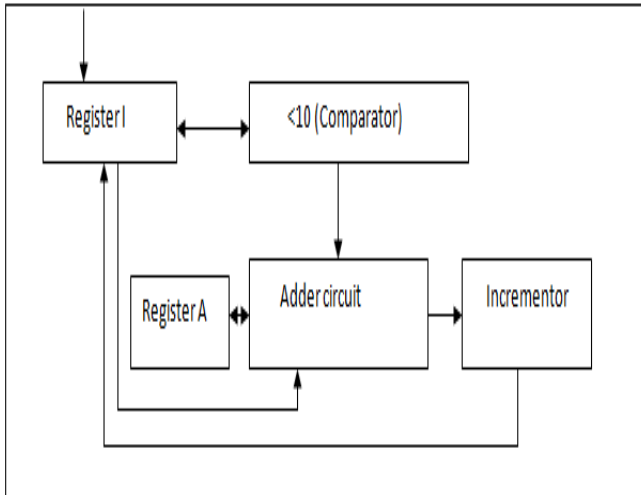 Register I
<10 (Comparator)
Register A
Adder circuit
Incrementor